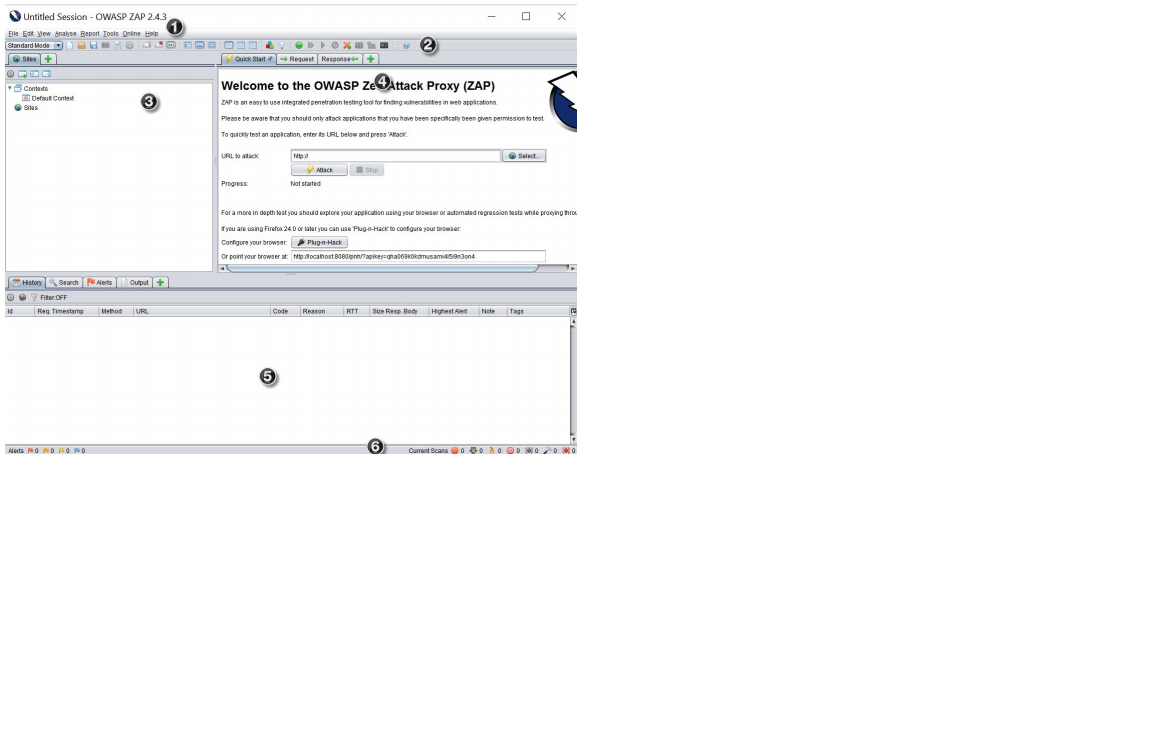 Untitled Session - OWASP ZAP 2.4.3
1
File Edit View Analyse Report Tools Online Help
Standard Mode
2
Sites
Quick Start Request Response
4
3
Contexts
Default Context
Sites
Welcome to the OWASP Ze Attack Proxy (ZAP)
ZAP is an easy to use integrated penetration testing tool for finding vulnerabilities in web applications.
Please be aware that you should only attack applications that you have been specifically been given permission to test.
To quickly test an application, enter its URL below and press 'Attack'.
URL to attack: http:// Select...
Attack Stop
Progress: Not started
For a more in depth test you should explore your application using your browser or automated regression tests while proxying throu
If you are using Firefox 24.0 or later you can use 'Plug-n-Hack' to configure your browser:
Configure your browser: Plug-n-Hack
Or point your browser at:
History Search Alerts Output
Filter:OFF
Id Req. Timestamp Method URL Code Reason RTT Size Resp. Body Highest Alert Note Tags
5
6
Alerts 0 0 0 0 Current Scans 0 0 0 0 0 0 0